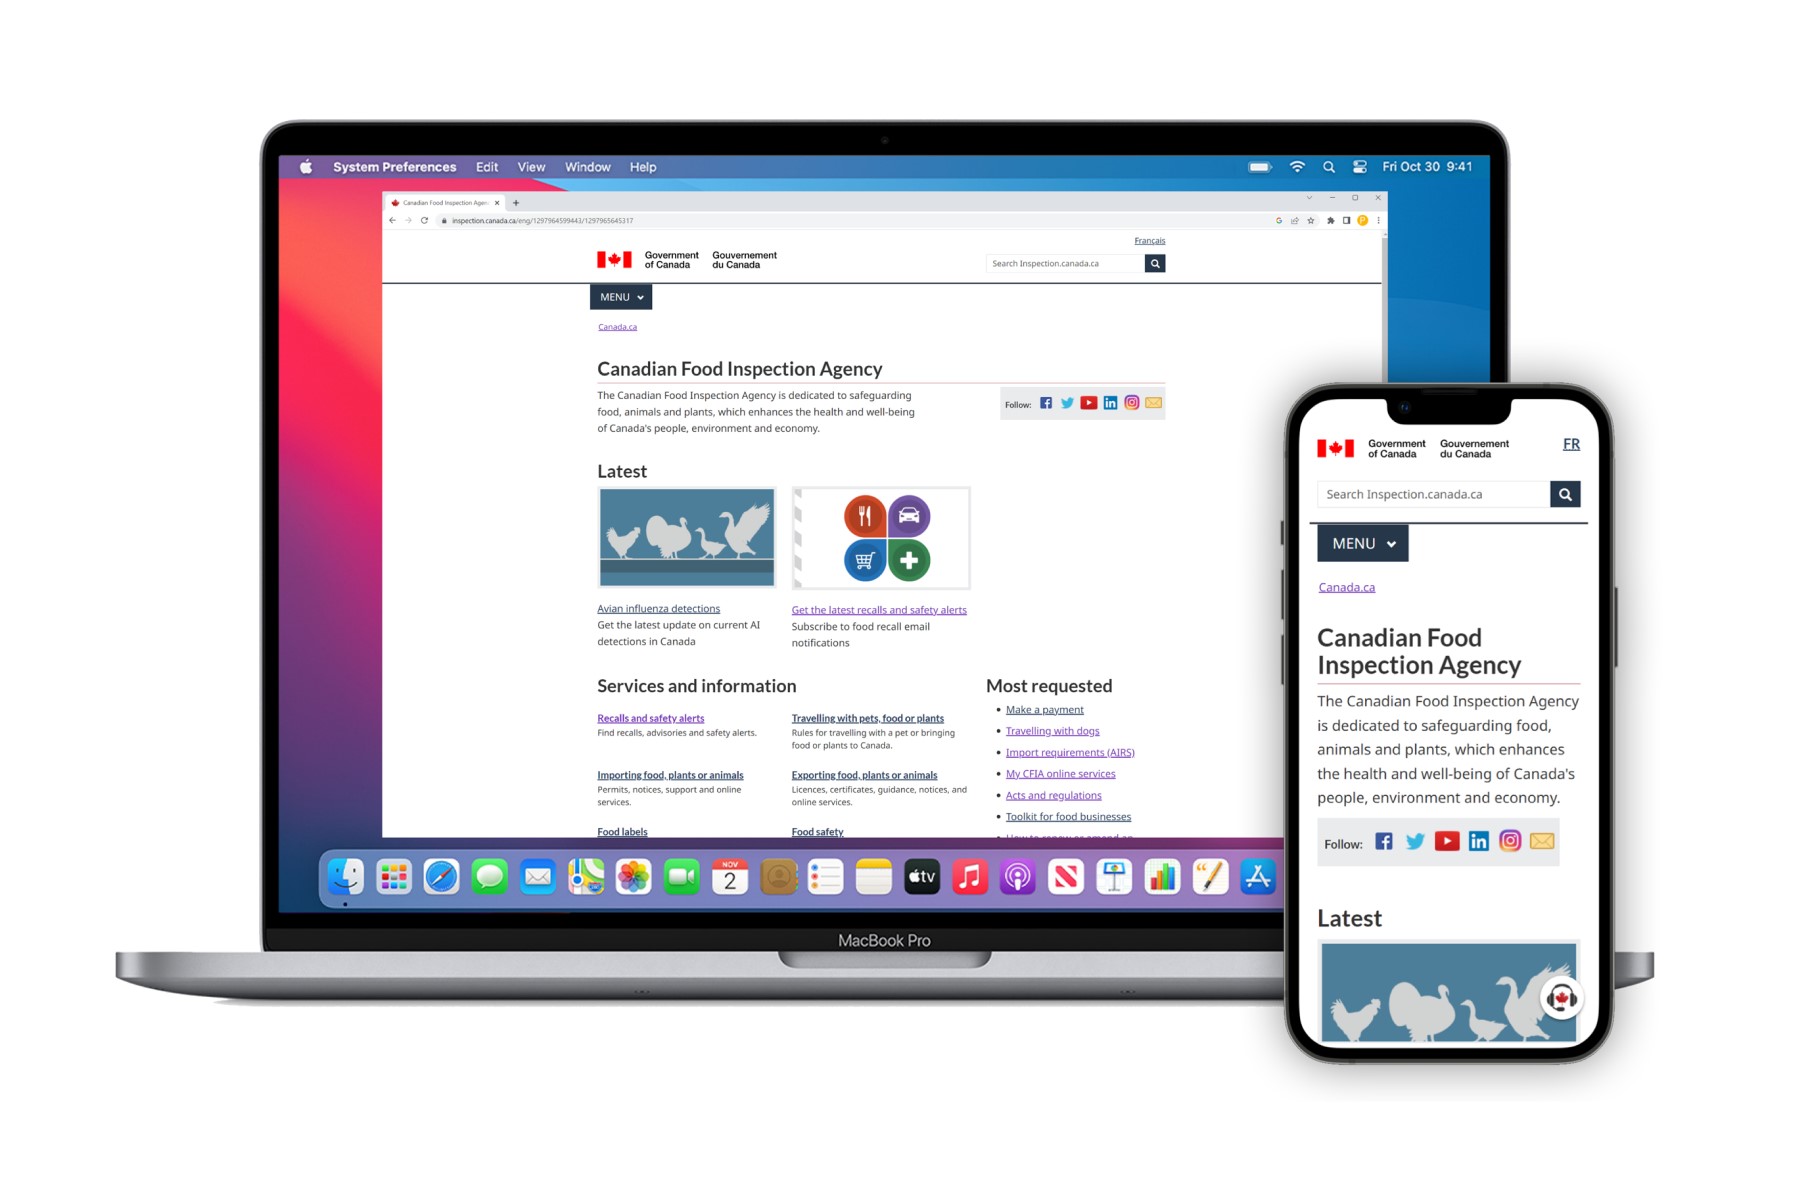 System Preferences Edit View Window Help
Fri Oct 30 9:41
Canadian Food Inspection Agen
inspection.canada.ca/eng/1297964599443/1297965645317
P
Français
Government
of Canada
Gouvernement
du Canada
Search Inspection.canada.ca
MENU
Canada.ca
Canadian Food Inspection Agency
The Canadian Food Inspection Agency is dedicated to safeguarding
food, animals and plants, which enhances the health and well-being
of Canada's people, environment and economy.
Follow:
Latest
Avian influenza detections
Get the latest update on current AI
detections in Canada
Get the latest recalls and safety alerts
Subscribe to food recall email
notifications
Services and information
Recalls and safety alerts
Find recalls, advisories and safety alerts.
Travelling with pets, food or plants
Rules for travelling with a pet or bringing
food or plants to Canada.
Importing food, plants or animals
Permits, notices, support and online
services.
Exporting food, plants or animals
Licences, certificates, guidance, notices, and
online services.
Food labels
Food safety
Most requested
Make a payment
Travelling with dogs
Import requirements (AIRS)
My CFIA online services
Acts and regulations
Toolkit for food businesses
NOV
2
tv
MacBook Pro
Government
of Canada
Gouvernement
du Canada
FR
Search Inspection.canada.ca
MENU
Canada.ca
Canadian Food
Inspection Agency
The Canadian Food Inspection Agency
is dedicated to safeguarding food,
animals and plants, which enhances
the health and well-being of Canada's
people, environment and economy.
Follow:
Latest